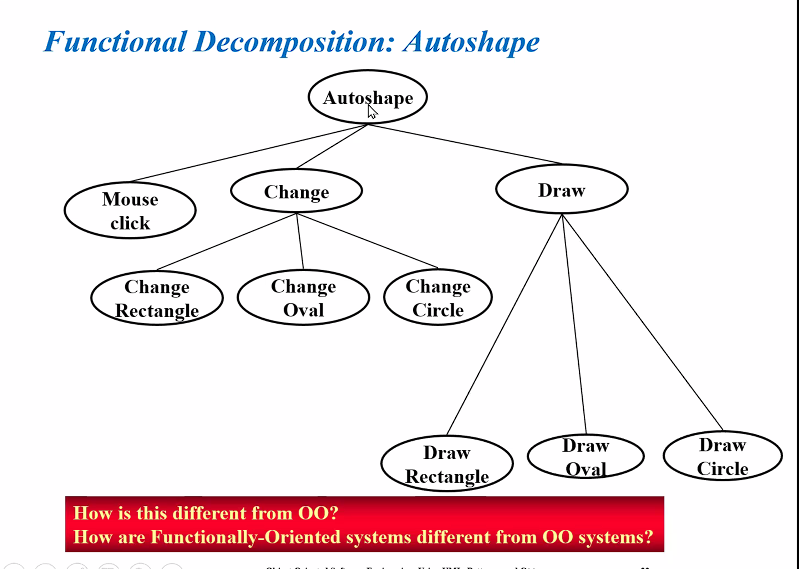 Functional Decomposition: Autoshape
Autoshape
Mouse
click
Change
Draw
Change
Rectangle
Change
Oval
Change
Circle
Draw
Rectangle
Draw
Oval
Draw
Circle
How is this different from OO?
How are Functionally-Oriented systems different from OO systems?